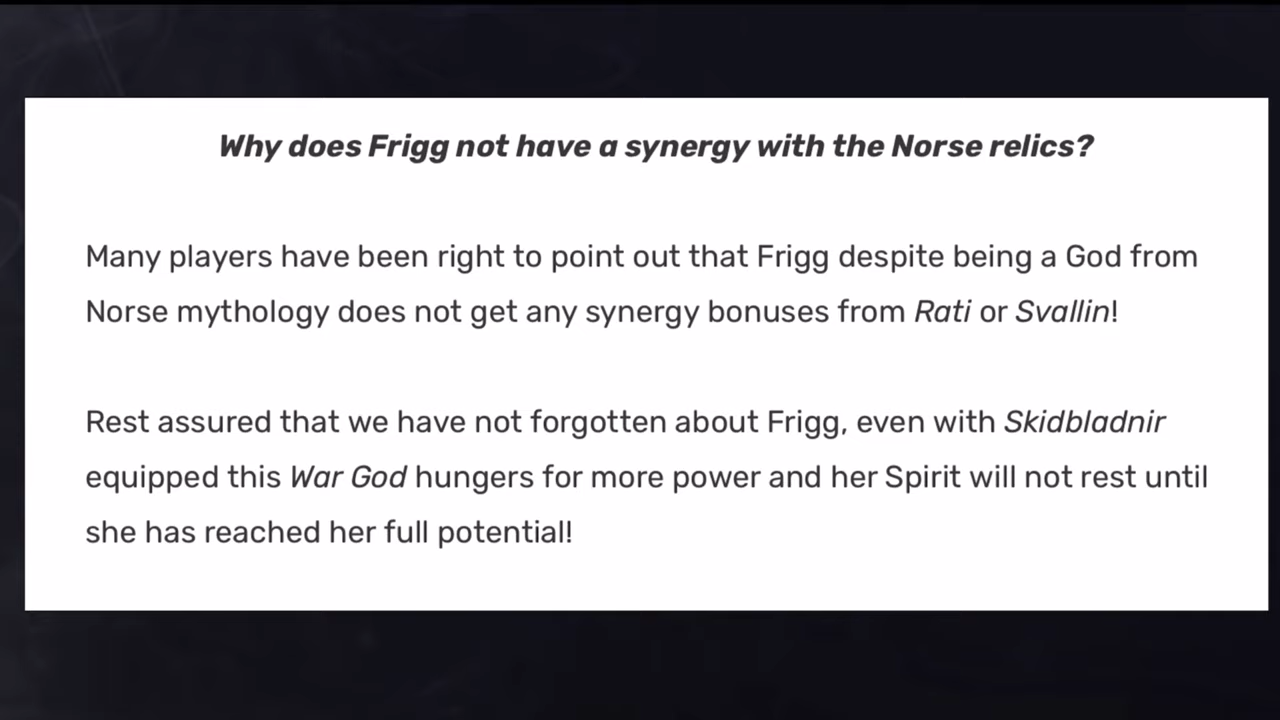 Why does Frigg not have a synergy with the Norse relics?
Many players have been right to point out that Frigg despite being a God from
Norse mythology does not get any synergy bonuses from Rati or Svallin!
Rest assured that we have not forgotten about Frigg, even with Skidbladnir
equipped this War God hungers for more power and her Spirit will not rest until
she has reached her full potential!